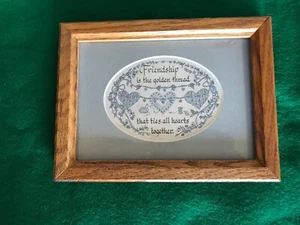 Friendship
is the golden thread
that ties all hearts
together.